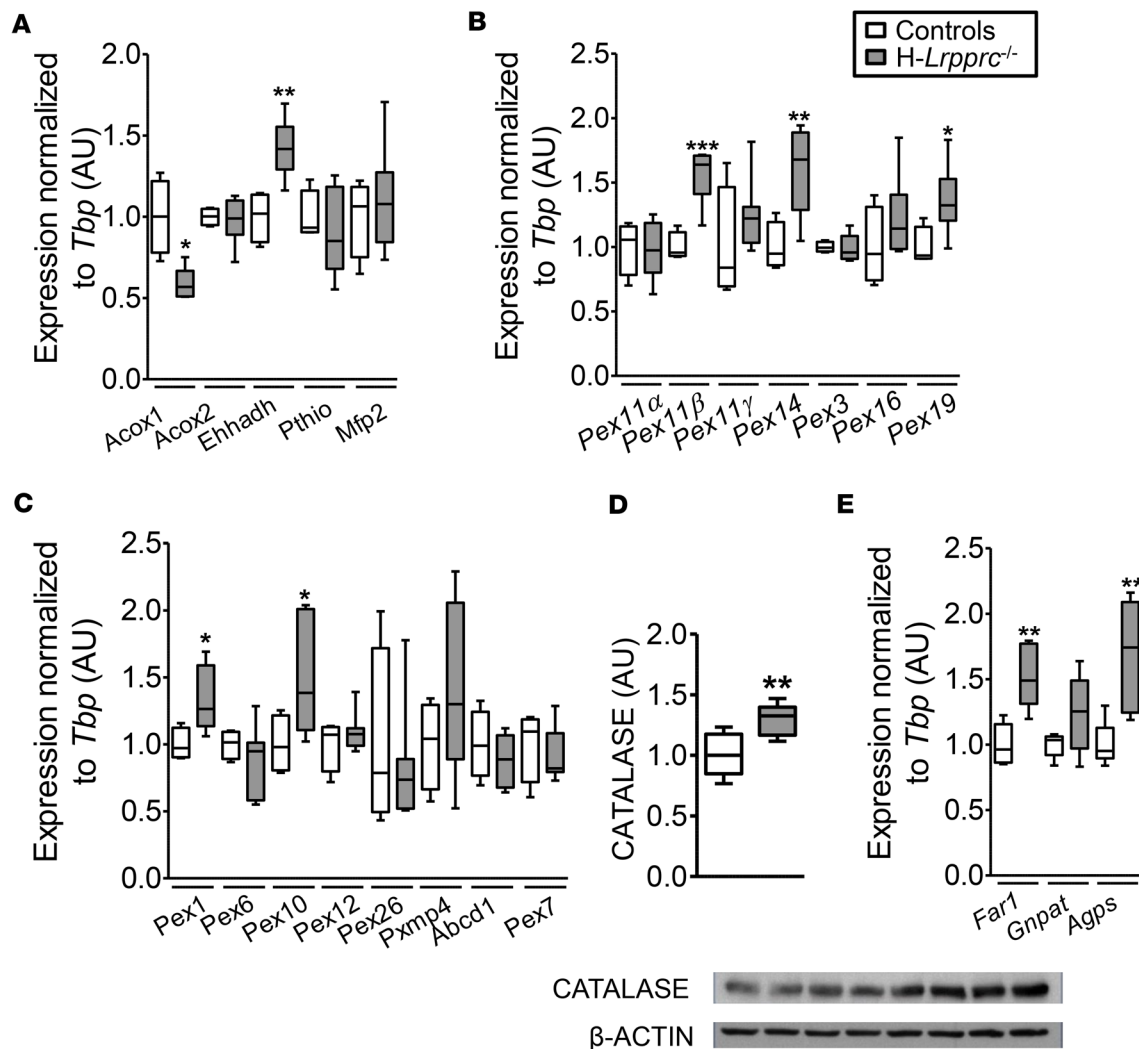 A
Expression normalized
to Tbp (AU)
2.0
1.5
1.0
0.5
0.0
*
**
Acox1
Acox2
Ehhadh
Pthio
Mfp2
B
Controls
H-Lrpprc-/-
Expression normalized
to Tbp (AU)
2.5
2.0
1.5
1.0
0.5
0.0
***
**
*
Pex11α
Pex11β
Pex11γ
Pex14
Pex3
Pex16
Pex19
C
Expression normalized
to Tbp (AU)
2.5
2.0
1.5
1.0
0.5
0.0
*
*
Pex1
Pex6
Pex10
Pex12
Pex26
Pxmp4
Abcd1
Pex7
D
CATALASE (AU)
2.0
1.5
1.0
0.5
0.0
**
E
Expression normalized
to Tbp (AU)
2.5
2.0
1.5
1.0
0.5
0.0
**
**
Far1
Gnpat
Agps
CATALASE
β-ACTIN